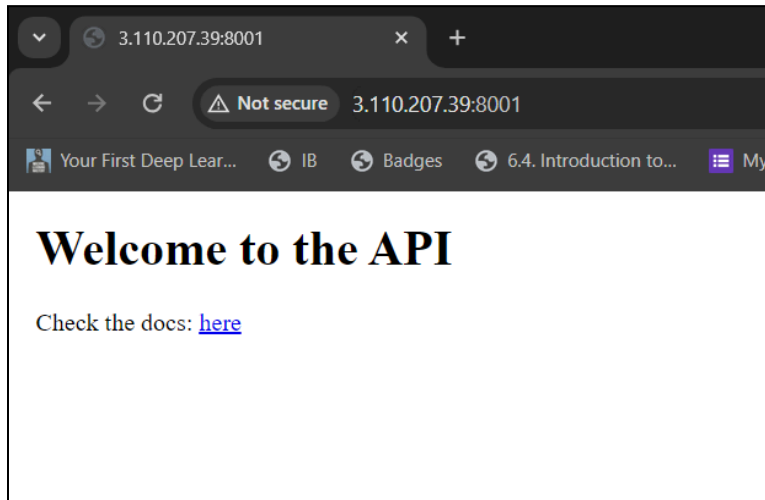 3.110.207.39:8001
Not secure 3.110.207.39:8001
Your First Deep Lear... IB Badges 6.4. Introduction to... My
Welcome to the API
Check the docs: here